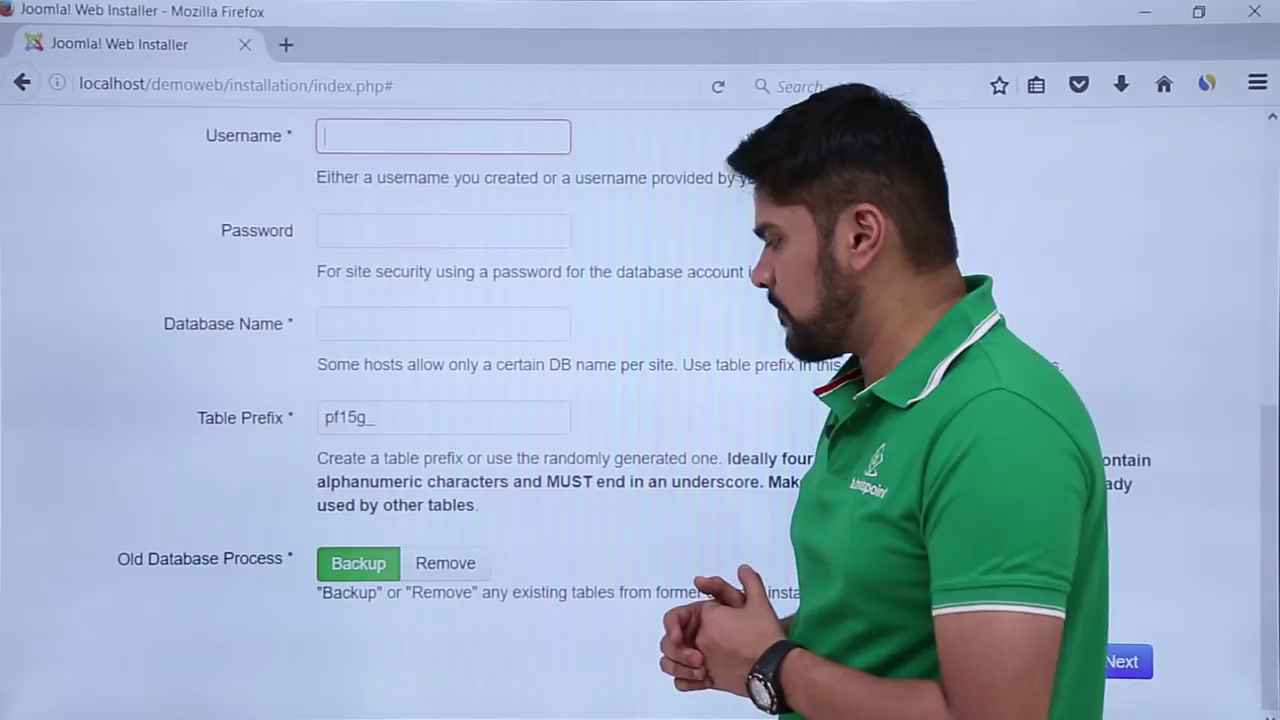 Joomla! Web Installer - Mozilla Firefox
Joomla! Web Installer
localhost/demoweb/installation/index.php#
Search
Username *
Either a username you created or a username provided by
Password
For site security using a password for the database account
Database Name *
Some hosts allow only a certain DB name per site. Use table prefix in this
Table Prefix *
pf15g_
Create a table prefix or use the randomly generated one. Ideally four
alphanumeric characters and MUST end in an underscore.
used by other tables.
Old Database Process *
Backup Remove
"Backup" or "Remove" any existing tables from former
Next